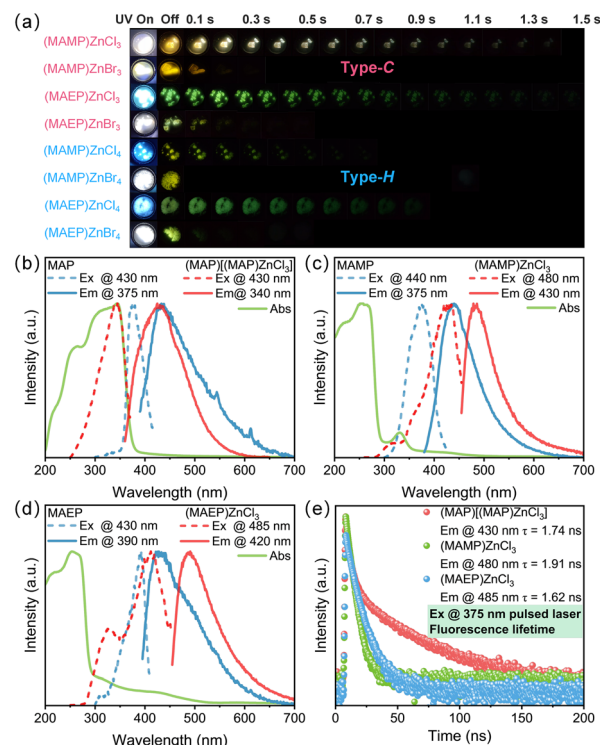 (a)
UV On Off 0.1 s 0.3 s 0.5 s 0.7 s 0.9 s 1.1 s 1.3 s 1.5 s
(MAMP)ZnCl₃
(MAMP)ZnBr₃
Type-C
(MAEP)ZnCl₃
(MAEP)ZnBr₃
(MAMP)ZnCl₄
(MAMP)ZnBr₄
Type-H
(MAEP)ZnCl₄
(MAEP)ZnBr₄
(b)
MAP (MAP)[(MAP)ZnCl₃]
Ex @ 430 nm Ex @ 430 nm
Em @ 375 nm Em@ 340 nm
Abs
Intensity (a.u.)
200 300 400 500 600 700
Wavelength (nm)
(c)
MAMP (MAMP)ZnCl₃
Ex @ 440 nm Ex @ 480 nm
Em @ 375 nm Em @ 430 nm
Abs
Intensity (a.u.)
200 300 400 500 600 700
Wavelength (nm)
(d)
MAEP (MAEP)ZnCl₃
Ex @ 430 nm Ex @ 485 nm
Em @ 390 nm Em @ 420 nm
Abs
Intensity (a.u.)
200 300 400 500 600 700
Wavelength (nm)
(e)
(MAP)[(MAP)ZnCl₃]
Em @ 430 nm τ = 1.74 ns
(MAMP)ZnCl₃
Em @ 480 nm τ = 1.91 ns
(MAEP)ZnCl₃
Em @ 485 nm τ = 1.62 ns
Ex @ 375 nm pulsed laser
Fluorescence lifetime
Intensity (a.u.)
0 50 100 150 200
Time (ns)